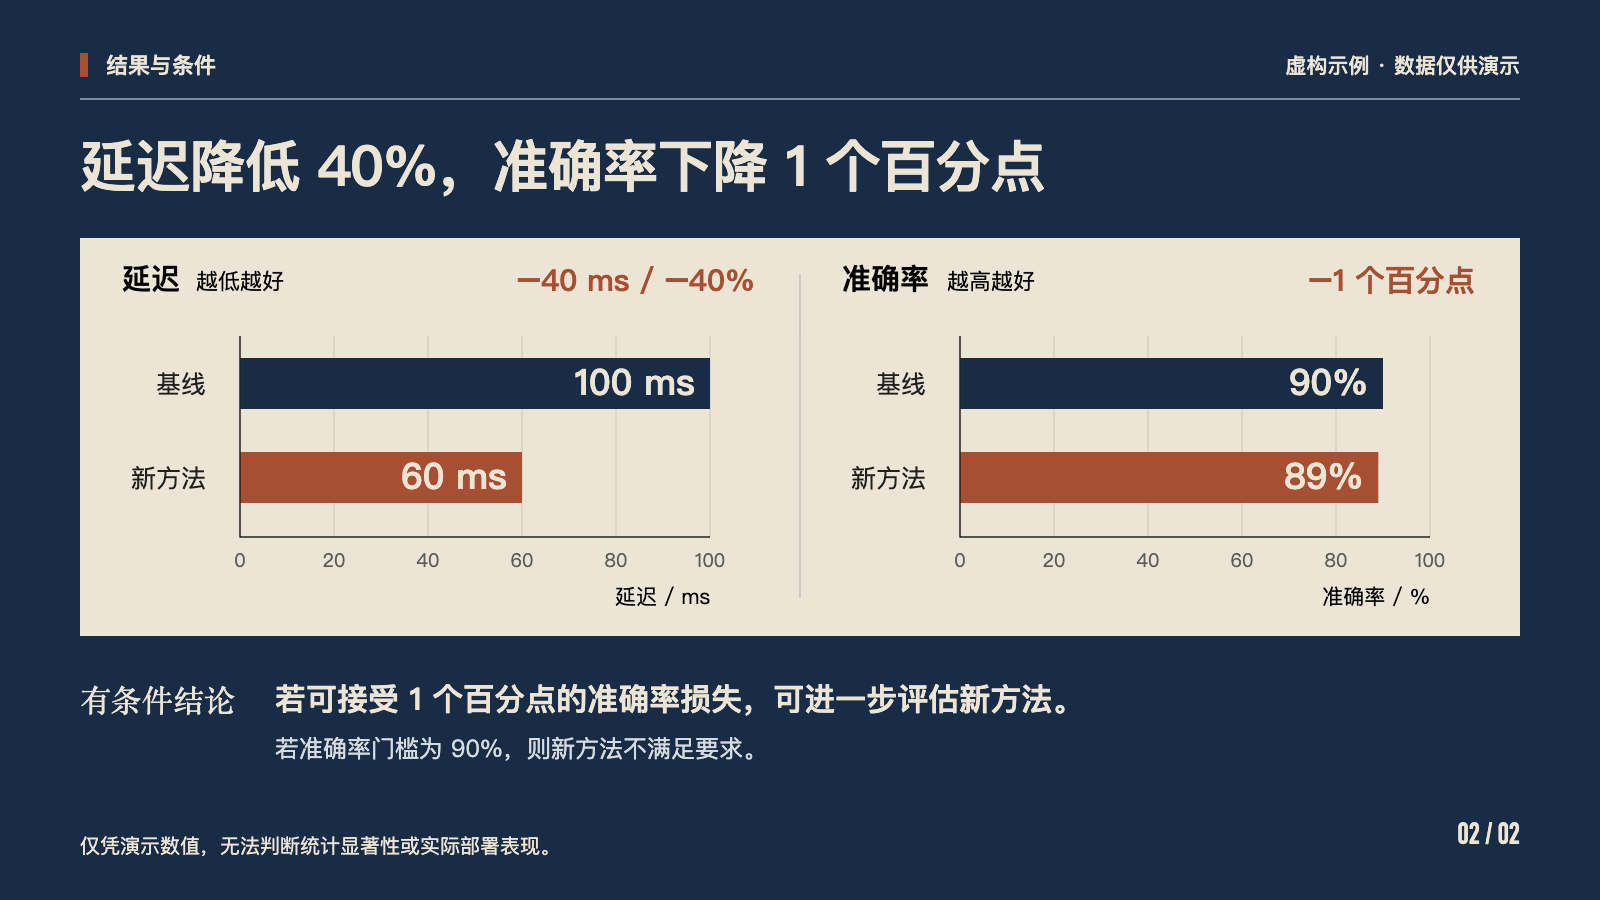 结果与条件
虚构示例 · 数据仅供演示
延迟降低 40%，准确率下降 1 个百分点
延迟 越低越好 −40 ms / −40%
基线 100 ms
新方法 60 ms
0 20 40 60 80 100
延迟 / ms
准确率 越高越好 −1 个百分点
基线 90%
新方法 89%
0 20 40 60 80 100
准确率 / %
有条件结论 若可接受 1 个百分点的准确率损失，可进一步评估新方法。
若准确率门槛为 90%，则新方法不满足要求。
仅凭演示数值，无法判断统计显著性或实际部署表现。
02 / 02